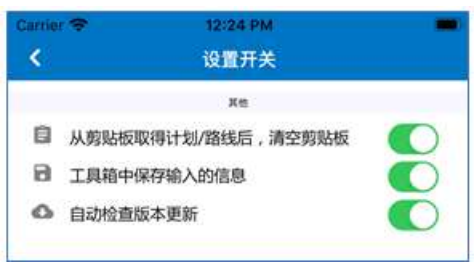 Carrier 12:24 PM
设置开关
其他
从剪贴板取得计划/路线后，清空剪贴板
工具箱中保存输入的信息
自动检查版本更新